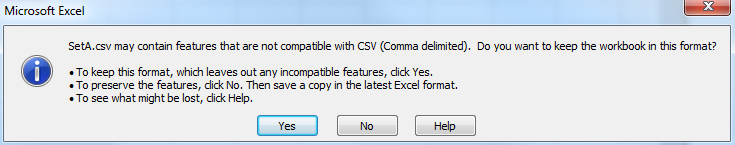 Microsoft Excel
SetA.csv may contain features that are not compatible with CSV (Comma delimited).  Do you want to keep the workbook in this format?
• To keep this format, which leaves out any incompatible features, click Yes.
• To preserve the features, click No. Then save a copy in the latest Excel format.
• To see what might be lost, click Help.
Yes No Help